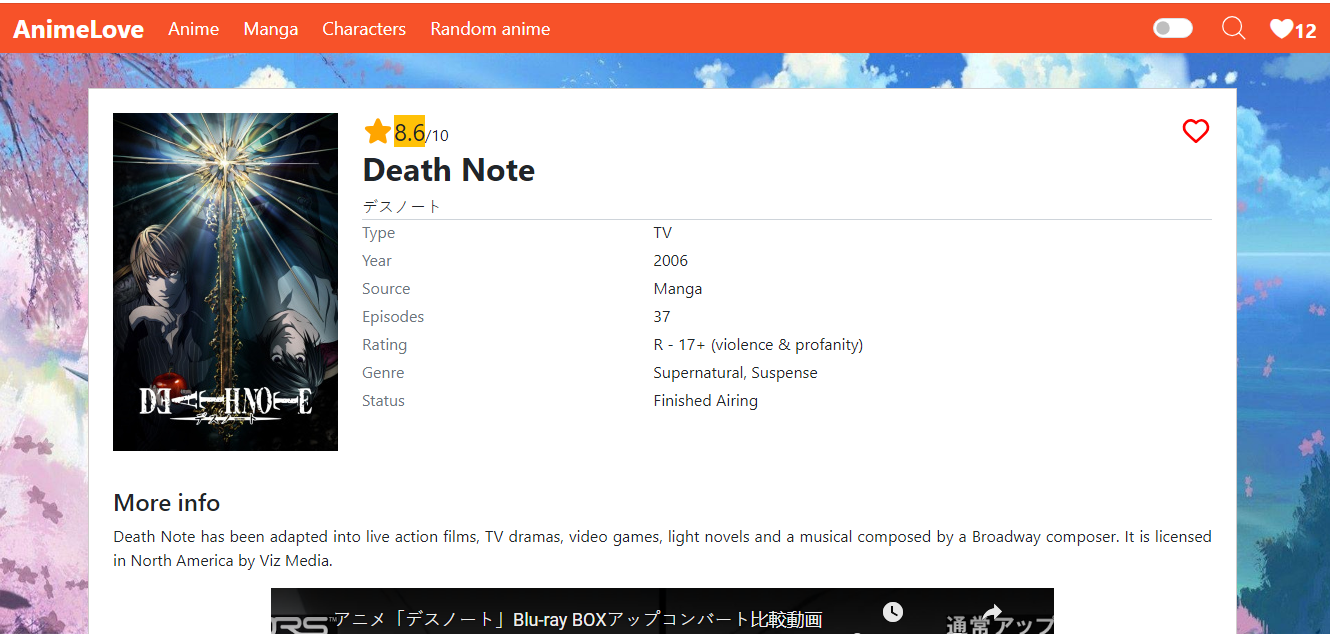 AnimeLove Anime Manga Characters Random anime 12
8.6/10
Death Note
デスノート
Type TV
Year 2006
Source Manga
Episodes 37
Rating R - 17+ (violence & profanity)
Genre Supernatural, Suspense
Status Finished Airing
DEATHNOTE
デスノート
More info
Death Note has been adapted into live action films, TV dramas, video games, light novels and a musical composed by a Broadway composer. It is licensed
in North America by Viz Media.
アニメ「デスノート」Blu-ray BOXアップコンバート比較動画
通常アップ